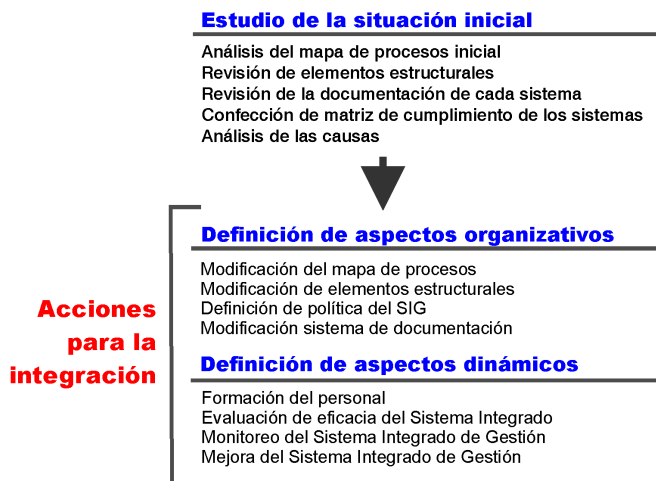 Estudio de la situación inicial
Análisis del mapa de procesos inicial
Revisión de elementos estructurales
Revisión de la documentación de cada sistema
Confección de matriz de cumplimiento de los sistemas
Análisis de las causas
Acciones
para la
integración
Definición de aspectos organizativos
Modificación del mapa de procesos
Modificación de elementos estructurales
Definición de política del SIG
Modificación sistema de documentación
Definición de aspectos dinámicos
Formación del personal
Evaluación de eficacia del Sistema Integrado
Monitoreo del Sistema Integrado de Gestión
Mejora del Sistema Integrado de Gestión